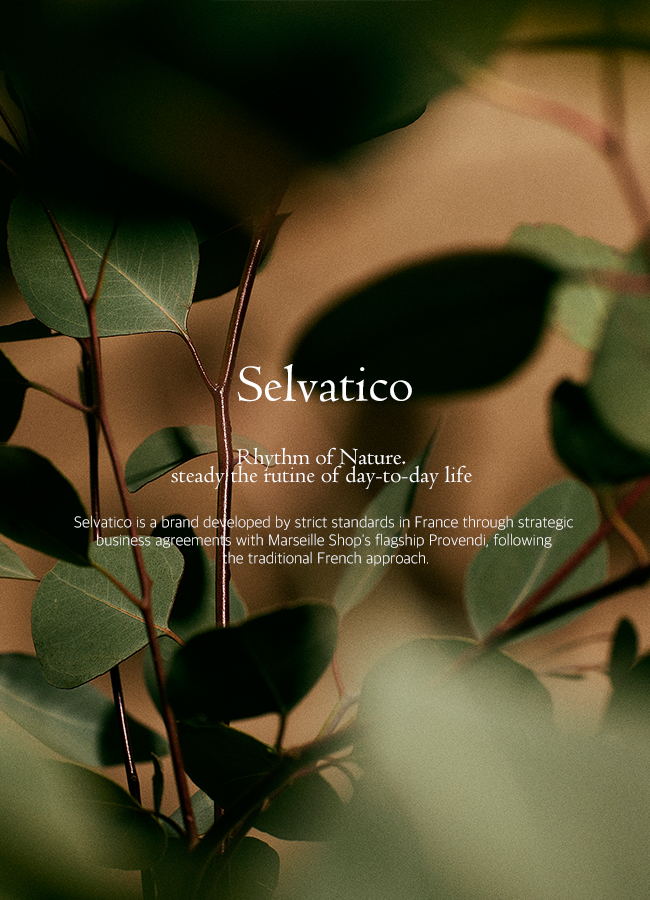 Selvatico
Rhythm of Nature.
steady the rutine of day-to-day life
Selvatico is a brand developed by strict standards in France through strategic
business agreements with Marseille Shop's flagship Provendi, following
the traditional French approach.